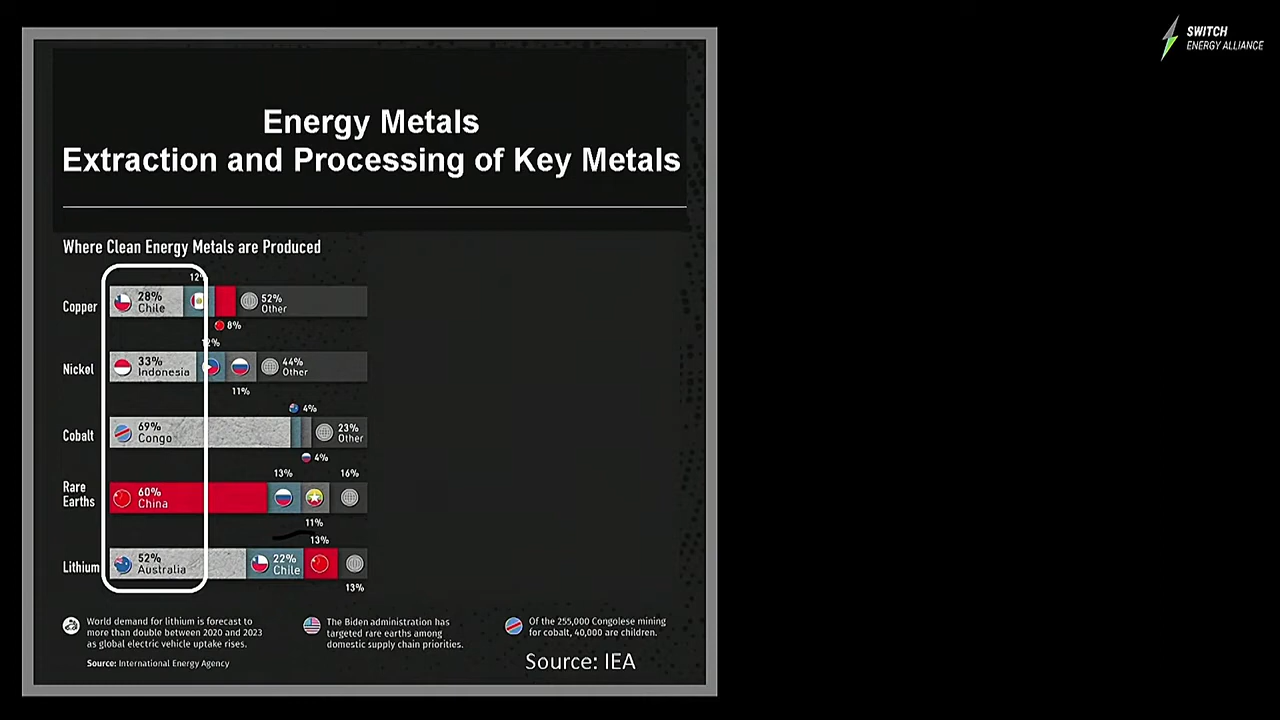 SWITCH
ENERGY ALLIANCE
Energy Metals
Extraction and Processing of Key Metals
Where Clean Energy Metals are Produced
12%
Copper
28%
Chile
52%
Other
8%
12%
Nickel
33%
Indonesia
44%
Other
11%
4%
Cobalt
69%
Congo
23%
Other
4%
13%
16%
Rare
Earths
60%
China
11%
13%
Lithium
52%
Australia
22%
Chile
13%
World demand for lithium is forecast to
more than double between 2020 and 2023
as global electric vehicle uptake rises.
Source: International Energy Agency
The Biden administration has
targeted rare earths among
domestic supply chain priorities.
Of the 255,000 Congolese mining
for cobalt, 40,000 are children.
Source: IEA